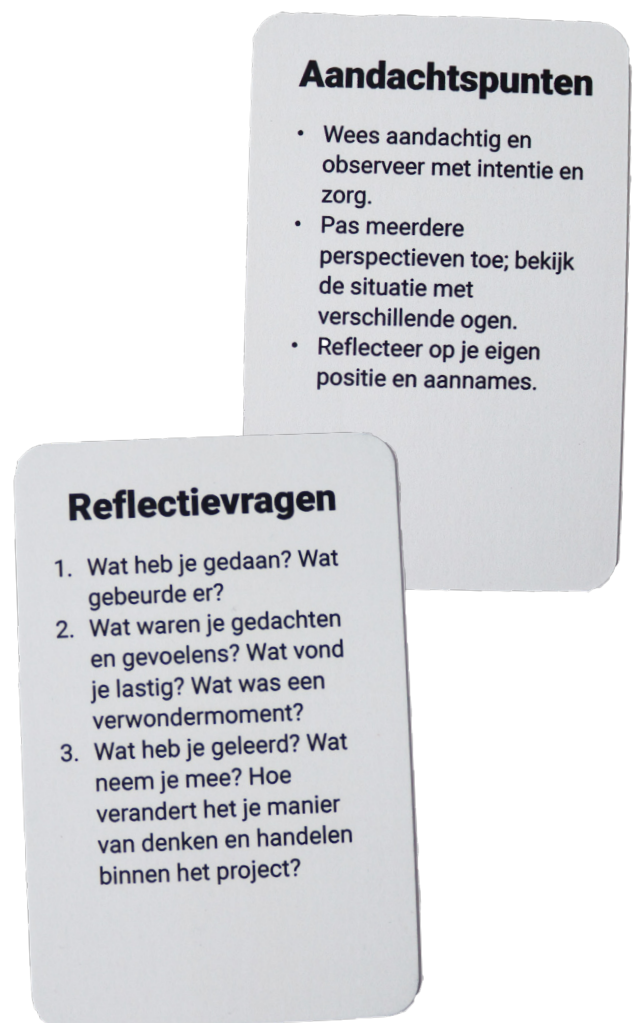 Aandachtspunten
• Wees aandachtig en
observeer met intentie en
zorg.
• Pas meerdere
perspectieven toe; bekijk
de situatie met
verschillende ogen.
• Reflecteer op je eigen
positie en aannames.
Reflectievragen
1. Wat heb je gedaan? Wat
gebeurde er?
2. Wat waren je gedachten
en gevoelens? Wat vond
je lastig? Wat was een
verwondermoment?
3. Wat heb je geleerd? Wat
neem je mee? Hoe
verandert het je manier
van denken en handelen
binnen het project?